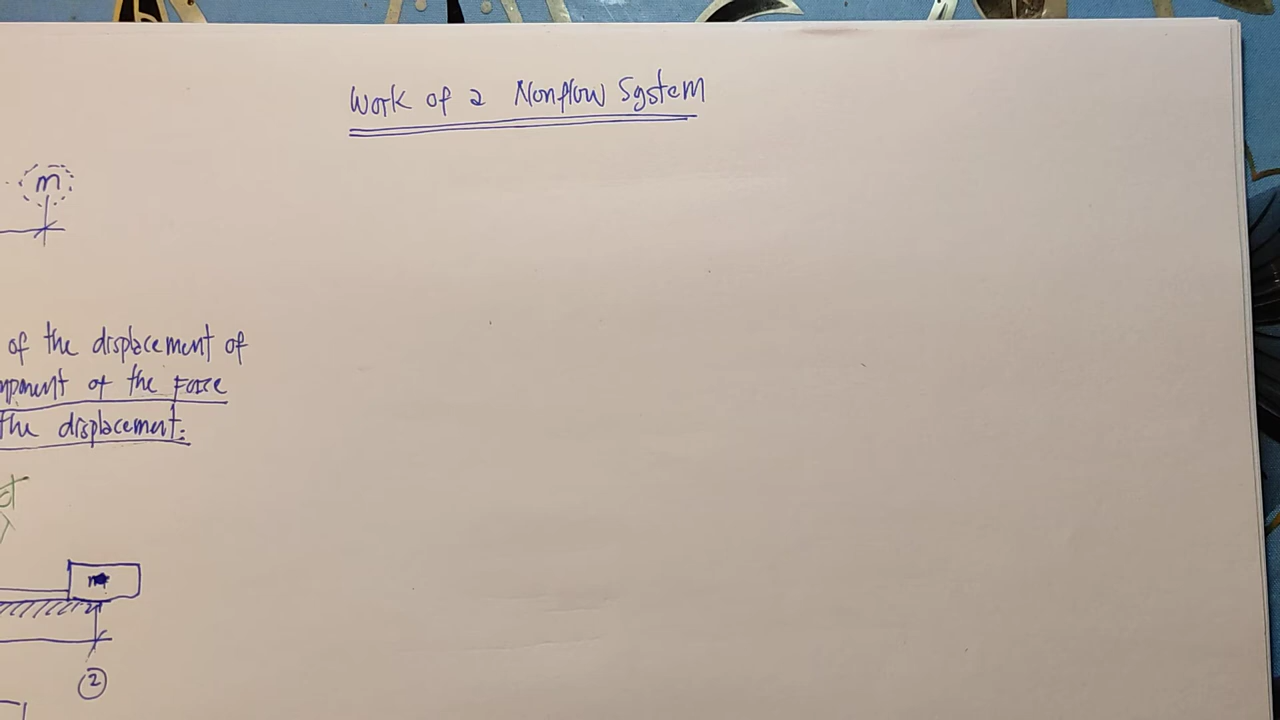 Work of a Nonflow System
m
of the displacement of
mponent of the Force
the displacement.
m
2